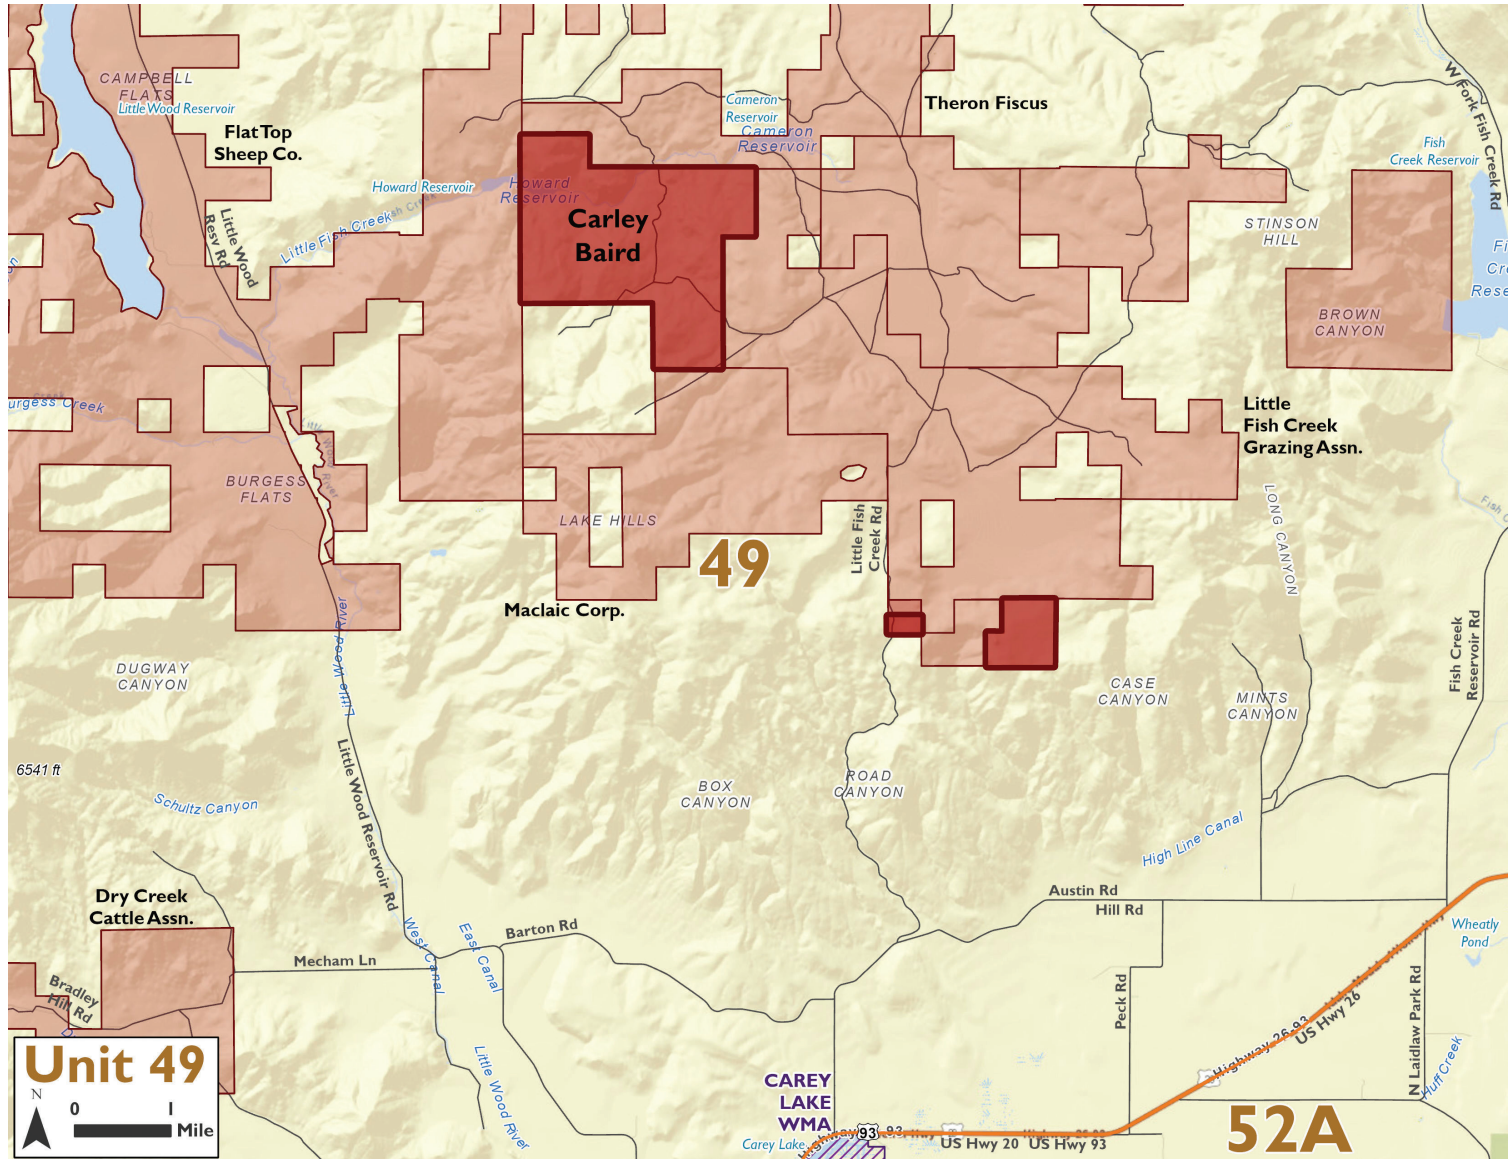 CAMPBELL
FLATS
Little Wood Reservoir
Flat Top
Sheep Co.
Cameron
Reservoir
Cameron
Reservoir
Theron Fiscus
W Fork Fish Creek Rd
Fish
Creek Reservoir
Howard Reservoir
Howard
Reservoir
Little Fish Creek
Little Wood
Resv Rd
Carley
Baird
STINSON
HILL
BROWN
CANYON
Little
Fish Creek
Grazing Assn.
BURGESS
FLATS
LAKE HILLS
49
Little Fish
Creek Rd
LONG CANYON
Maclaic Corp.
Little Wood River
DUGWAY
CANYON
CASE
CANYON
MINTS
CANYON
Fish Creek
Reservoir Rd
6541 ft
Schultz Canyon
Little Wood Reservoir Rd
BOX
CANYON
ROAD
CANYON
High Line Canal
Dry Creek
Cattle Assn.
Austin Rd
Hill Rd
West Canal
East Canal
Barton Rd
Mecham Ln
Wheatly
Pond
Bradley
Hill Rd
Peck Rd
N Laidlaw Park Rd
Highway 26-93
US Hwy 26
Huff Creek
Little Wood River
Unit 49
N
0 1
Mile
CAREY
LAKE
WMA
Carey Lake
93
US Hwy 20 US Hwy 93
52A